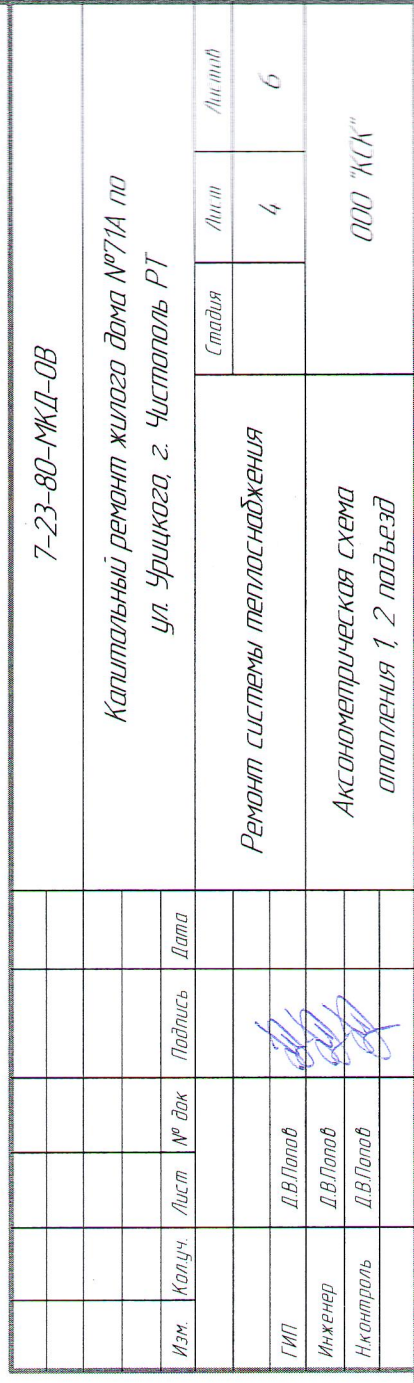 7-23-80-МКД-ОВ
Капитальный ремонт жилого дома №71А по
ул. Урицкого, г. Чистополь РТ
Изм. Кол.уч. Лист № док Подпись Дата
Ремонт системы теплоснабжения
Стадия Лист Листов
4 6
ГИП Д.В.Попов
Инженер Д.В.Попов
Н.контроль Д.В.Попов
Аксонометрическая схема
отопления 1, 2 подъезд
ООО "КСК"